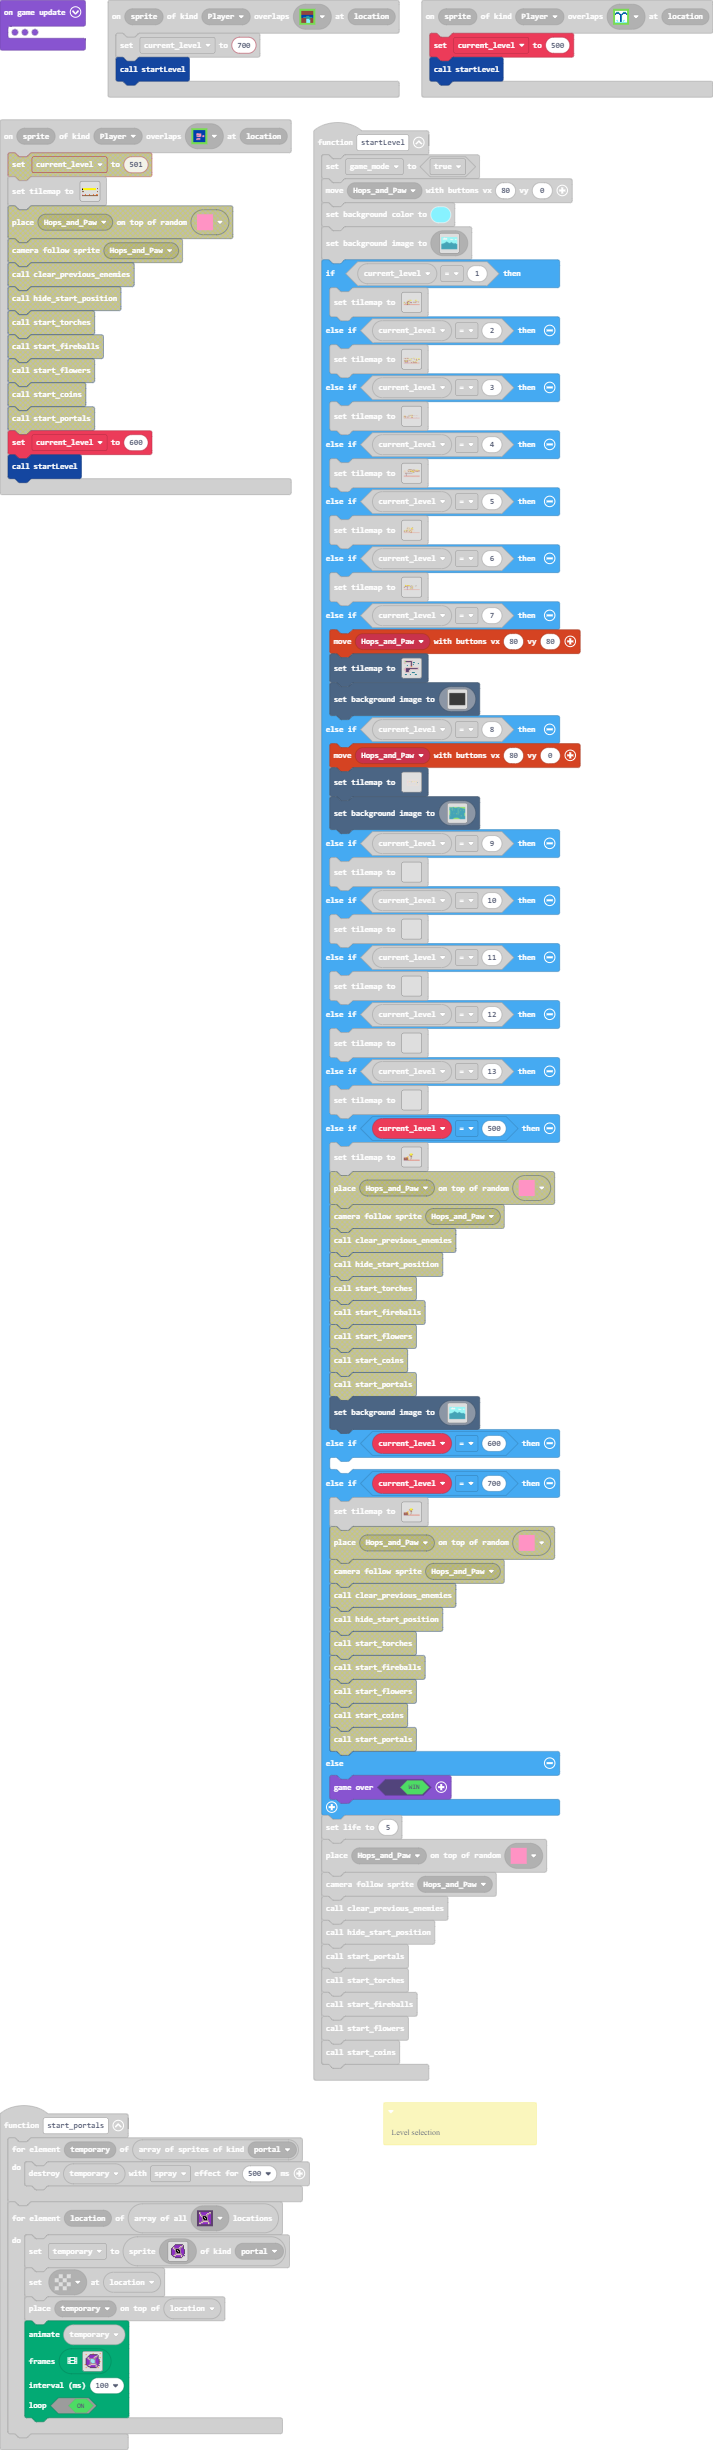 on game update
on sprite of kind Player overlaps at location
set current_level to 700
call startLevel
on sprite of kind Player overlaps at location
set current_level to 500
call startLevel
on sprite of kind Player overlaps at location
set current_level to 501
set tilemap to
place Hops_and_Paw on top of random
camera follow sprite Hops_and_Paw
call clear_previous_enemies
call hide_start_position
call start_torches
call start_fireballs
call start_flowers
call start_coins
call start_portals
set current_level to 600
call startLevel
function startLevel
set game_mode to true
move Hops_and_Paw with buttons vx 80 vy 0
set background color to
set background image to
if current_level = 1 then
set tilemap to
else if current_level = 2 then
set tilemap to
else if current_level = 3 then
set tilemap to
else if current_level = 4 then
set tilemap to
else if current_level = 5 then
set tilemap to
else if current_level = 6 then
set tilemap to
else if current_level = 7 then
move Hops_and_Paw with buttons vx 80 vy 80
set tilemap to
set background image to
else if current_level = 8 then
move Hops_and_Paw with buttons vx 80 vy 0
set tilemap to
set background image to
else if current_level = 9 then
set tilemap to
else if current_level = 10 then
set tilemap to
else if current_level = 11 then
set tilemap to
else if current_level = 12 then
set tilemap to
else if current_level = 13 then
set tilemap to
else if current_level = 500 then
set tilemap to
place Hops_and_Paw on top of random
camera follow sprite Hops_and_Paw
call clear_previous_enemies
call hide_start_position
call start_torches
call start_fireballs
call start_flowers
call start_coins
call start_portals
set background image to
else if current_level = 600 then
else if current_level = 700 then
set tilemap to
place Hops_and_Paw on top of random
camera follow sprite Hops_and_Paw
call clear_previous_enemies
call hide_start_position
call start_torches
call start_fireballs
call start_flowers
call start_coins
call start_portals
else
game over WIN
set life to 5
place Hops_and_Paw on top of random
camera follow sprite Hops_and_Paw
call clear_previous_enemies
call hide_start_position
call start_portals
call start_torches
call start_fireballs
call start_flowers
call start_coins
function start_portals
for element temporary of array of sprites of kind portal
do
destroy temporary with spray effect for 500 ms
for element location of array of all locations
do
set temporary to sprite of kind portal
set at location
place temporary on top of location
animate temporary
frames
interval (ms) 100
loop ON
Level selection